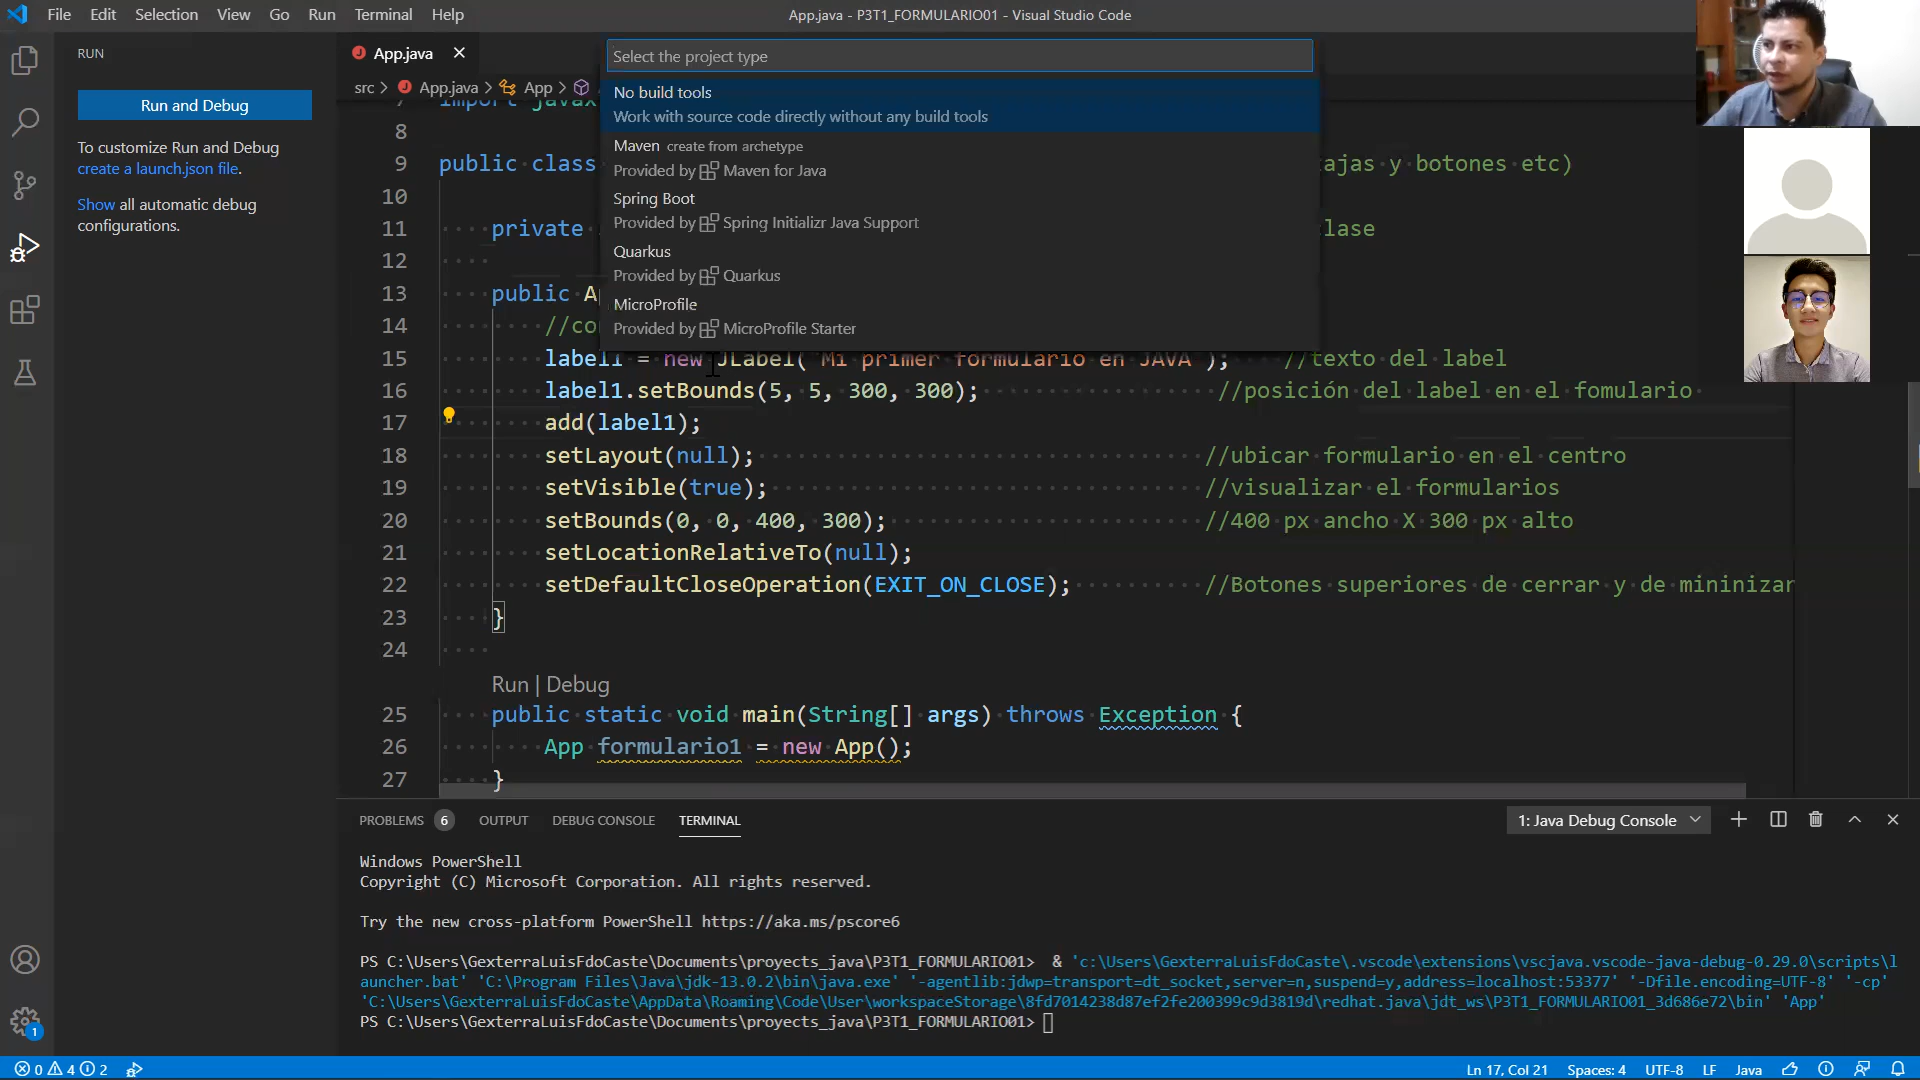 File Edit Selection View Go Run Terminal Help
App.java - P3T1_FORMULARIO01 - Visual Studio Code
RUN
Run and Debug
To customize Run and Debug
create a launch.json file.
Show all automatic debug
configurations.
App.java
src > App.java > App >
Select the project type
No build tools
Work with source code directly without any build tools
Maven create from archetype
Provided by Maven for Java
Spring Boot
Provided by Spring Initializr Java Support
Quarkus
Provided by Quarkus
MicroProfile
Provided by MicroProfile Starter
7 import javax
8
9 public class ajas y botones etc)
10
11 private clase
12
13 public A
14 //co
15 label1 = new JLabel("Mi primer formulario en JAVA"); //texto del label
16 label1.setBounds(5, 5, 300, 300); //posición del label en el fomulario
17 add(label1);
18 setLayout(null); //ubicar formulario en el centro
19 setVisible(true); //visualizar el formularios
20 setBounds(0, 0, 400, 300); //400 px ancho X 300 px alto
21 setLocationRelativeTo(null);
22 setDefaultCloseOperation(EXIT_ON_CLOSE); //Botones superiores de cerrar y de mininizar
23 }
24
Run | Debug
25 public static void main(String[] args) throws Exception {
26 App formulario1 = new App();
27 }
PROBLEMS 6 OUTPUT DEBUG CONSOLE TERMINAL
1: Java Debug Console
Windows PowerShell
Copyright (C) Microsoft Corporation. All rights reserved.
Try the new cross-platform PowerShell https://aka.ms/pscore6
PS C:\Users\GexterraLuisFdoCaste\Documents\proyects_java\P3T1_FORMULARIO01> & 'c:\Users\GexterraLuisFdoCaste\.vscode\extensions\vscjava.vscode-java-debug-0.29.0\scripts\l
auncher.bat' 'C:\Program Files\Java\jdk-13.0.2\bin\java.exe' '-agentlib:jdwp=transport=dt_socket,server=n,suspend=y,address=localhost:53377' '-Dfile.encoding=UTF-8' '-cp'
'C:\Users\GexterraLuisFdoCaste\AppData\Roaming\Code\User\workspaceStorage\8fd7014238d87ef2fe200399c9d3819d\redhat.java\jdt_ws\P3T1_FORMULARIO01_3d686e72\bin' 'App'
PS C:\Users\GexterraLuisFdoCaste\Documents\proyects_java\P3T1_FORMULARIO01>
1
0 4 2
Ln 17, Col 21 Spaces: 4 UTF-8 LF Java